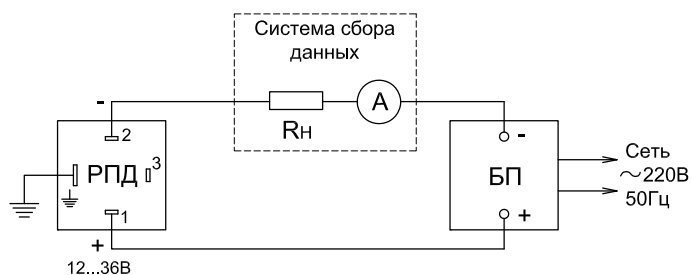 Система сбора
данных
A
Rн
-
2
РПД
3
1
+
12...36В
-
БП
+
Сеть
~220В
50Гц